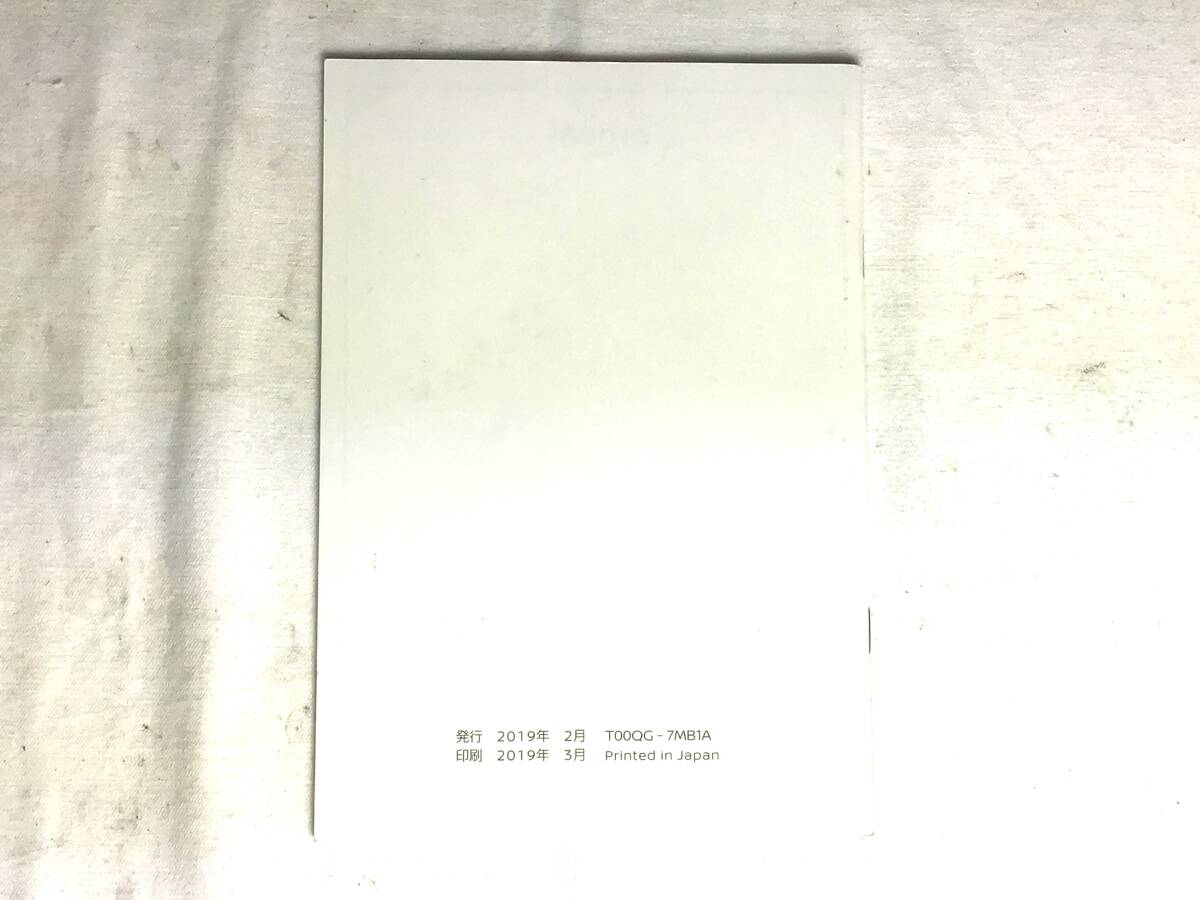 発行 2019年 2月 T00QG-7MB1A
印刷 2019年 3月 Printed in Japan